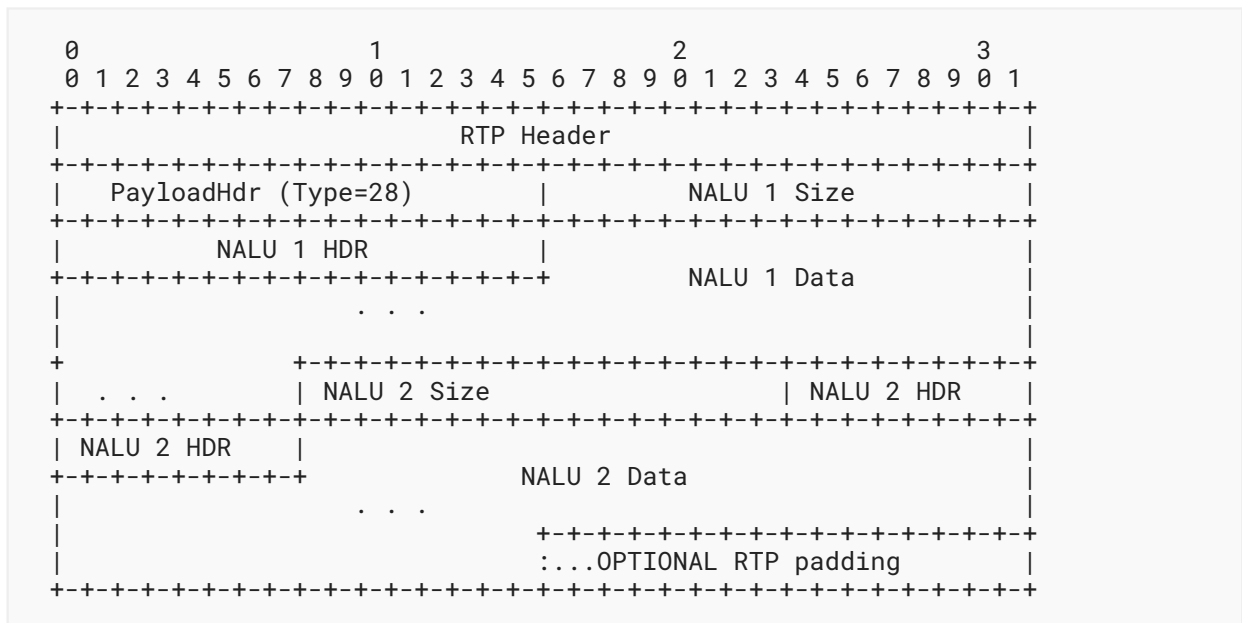 0                   1                   2                   3
 0 1 2 3 4 5 6 7 8 9 0 1 2 3 4 5 6 7 8 9 0 1 2 3 4 5 6 7 8 9 0 1
+-+-+-+-+-+-+-+-+-+-+-+-+-+-+-+-+-+-+-+-+-+-+-+-+-+-+-+-+-+-+-+-+
|                          RTP Header                           |
+-+-+-+-+-+-+-+-+-+-+-+-+-+-+-+-+-+-+-+-+-+-+-+-+-+-+-+-+-+-+-+-+
|   PayloadHdr (Type=28)        |         NALU 1 Size           |
+-+-+-+-+-+-+-+-+-+-+-+-+-+-+-+-+-+-+-+-+-+-+-+-+-+-+-+-+-+-+-+-+
|          NALU 1 HDR           |                               |
+-+-+-+-+-+-+-+-+-+-+-+-+-+-+-+-+         NALU 1 Data           |
|                   . . .                                       |
|                                                               |
+               +-+-+-+-+-+-+-+-+-+-+-+-+-+-+-+-+-+-+-+-+-+-+-+-+
|  . . .        | NALU 2 Size                   | NALU 2 HDR    |
+-+-+-+-+-+-+-+-+-+-+-+-+-+-+-+-+-+-+-+-+-+-+-+-+-+-+-+-+-+-+-+-+
| NALU 2 HDR    |                                               |
+-+-+-+-+-+-+-+-+              NALU 2 Data                      |
|                   . . .                                       |
|                               +-+-+-+-+-+-+-+-+-+-+-+-+-+-+-+-+
|                               :...OPTIONAL RTP padding        |
+-+-+-+-+-+-+-+-+-+-+-+-+-+-+-+-+-+-+-+-+-+-+-+-+-+-+-+-+-+-+-+-+